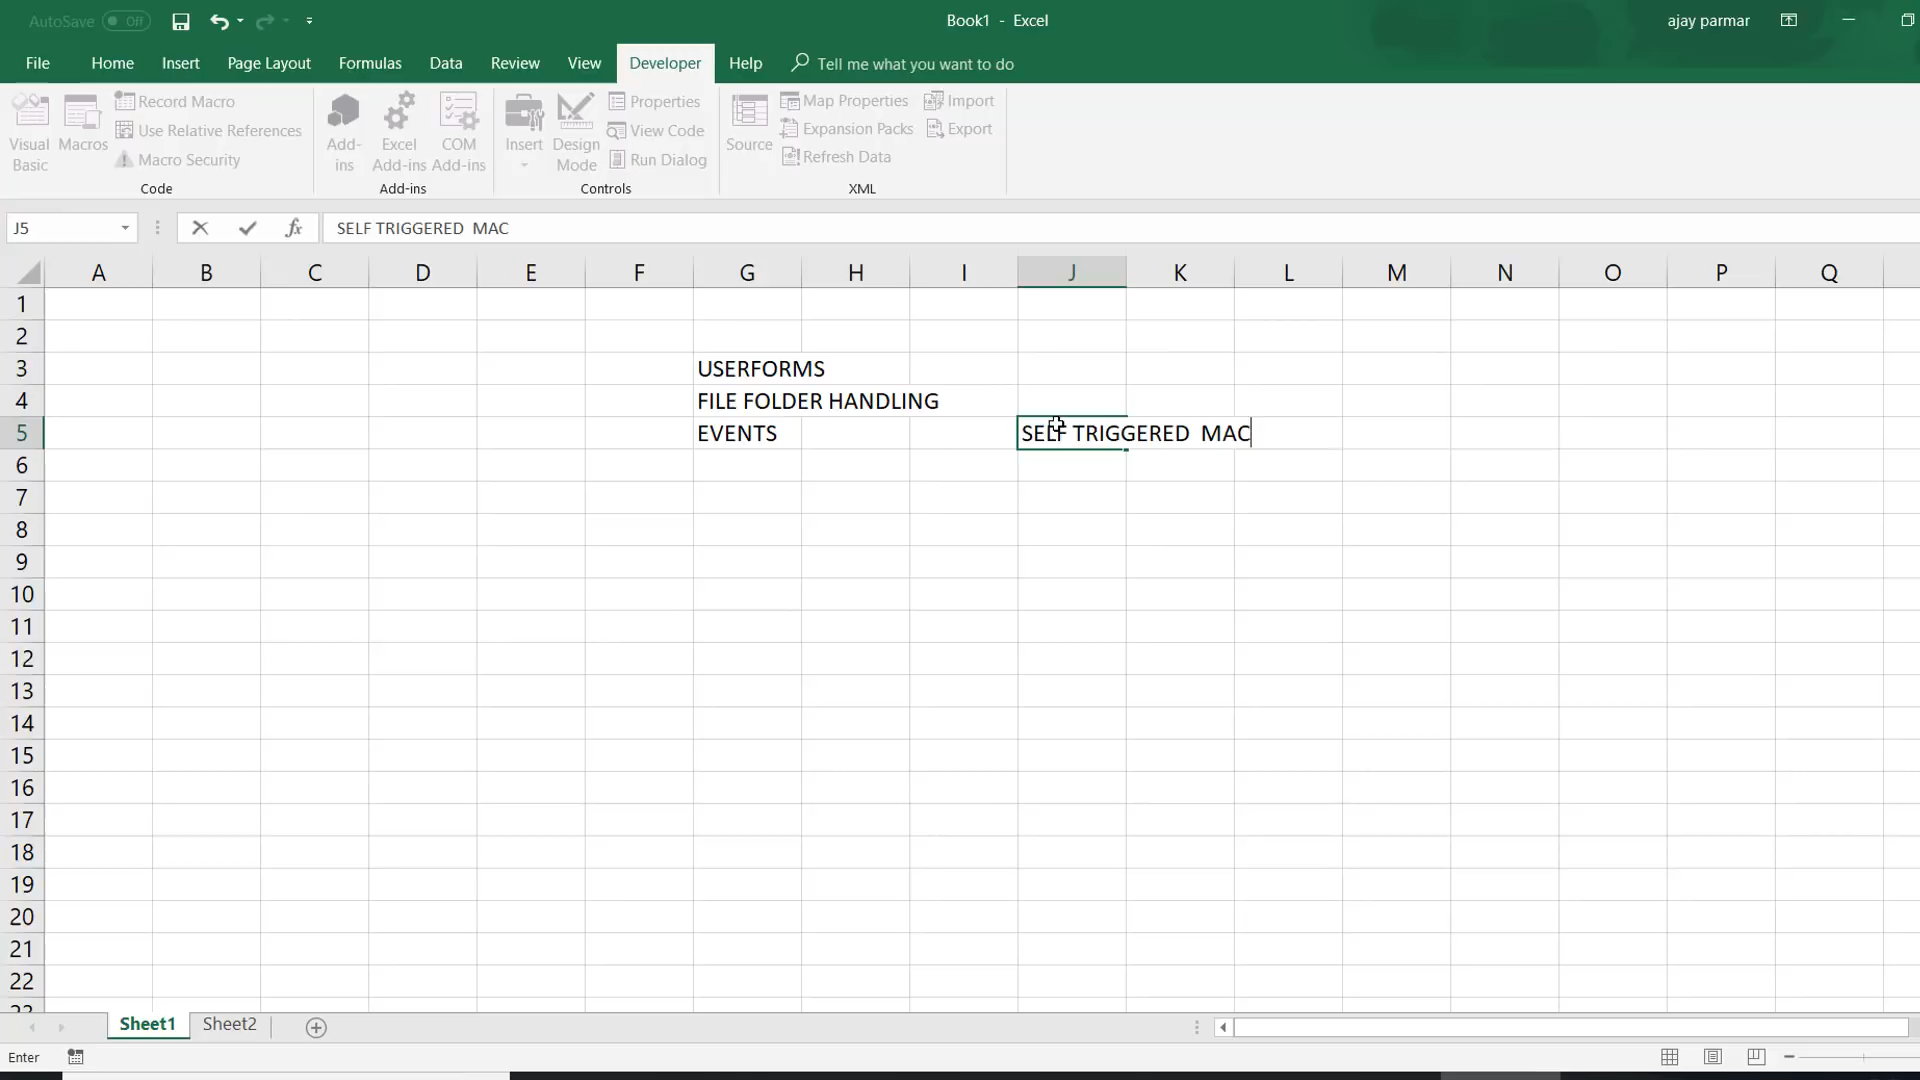 AutoSave Off Book1 - Excel ajay parmar
File Home Insert Page Layout Formulas Data Review View Developer Help Tell me what you want to do
Visual Basic
Macros
Record Macro
Use Relative References
Macro Security
Code
Add-ins
Excel Add-ins
COM Add-ins
Add-ins
Insert
Design Mode
Properties
View Code
Run Dialog
Controls
Source
Map Properties
Expansion Packs
Refresh Data
Import
Export
XML
J5 fx SELF TRIGGERED  MAC
A B C D E F G H I J K L M N O P Q
1
2
3 USERFORMS
4 FILE FOLDER HANDLING
5 EVENTS SELF TRIGGERED  MAC
6
7
8
9
10
11
12
13
14
15
16
17
18
19
20
21
22
Sheet1 Sheet2
Enter